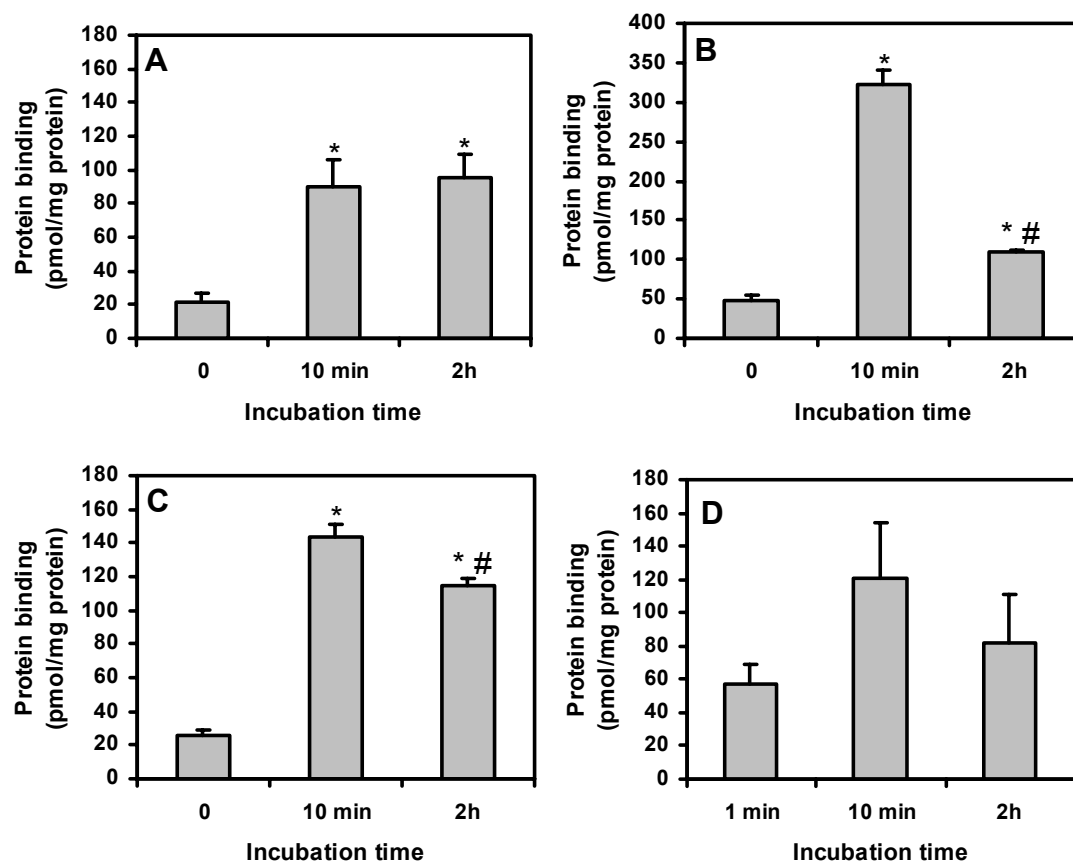 A
Protein binding
(pmol/mg protein)
180
160
140
120
100
80
60
40
20
0
*
*
0 10 min 2h
Incubation time
B
Protein binding
(pmol/mg protein)
400
350
300
250
200
150
100
50
0
*
* #
0 10 min 2h
Incubation time
C
Protein binding
(pmol/mg protein)
180
160
140
120
100
80
60
40
20
0
*
* #
0 10 min 2h
Incubation time
D
Protein binding
(pmol/mg protein)
180
160
140
120
100
80
60
40
20
0
1 min 10 min 2h
Incubation time